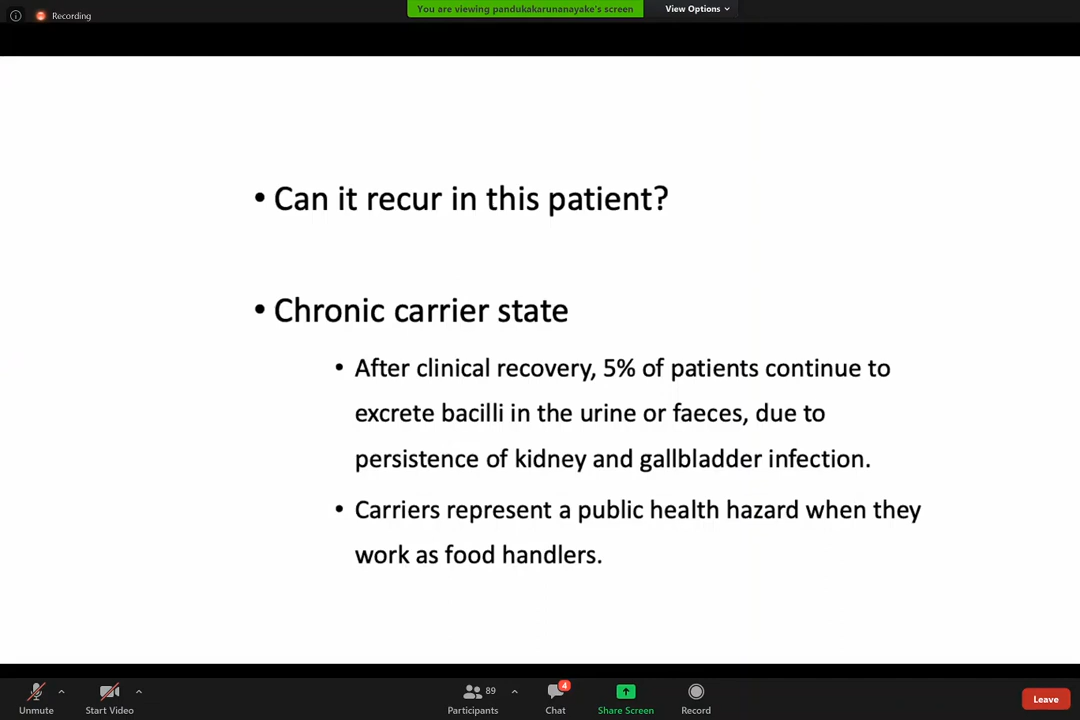 Recording
You are viewing pandukakarunanayake's screen
View Options
• Can it recur in this patient?
• Chronic carrier state
• After clinical recovery, 5% of patients continue to
excrete bacilli in the urine or faeces, due to
persistence of kidney and gallbladder infection.
• Carriers represent a public health hazard when they
work as food handlers.
Unmute
Start Video
89
Participants
4
Chat
Share Screen
Record
Leave